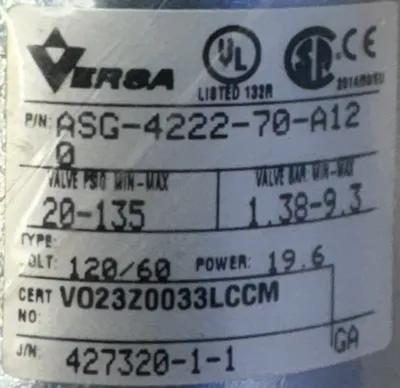 VERSA
UL
LISTED 132R
P/N: ASG-4222-70-A12
0
VALVE PSIG MIN-MAX VALVE BAR MIN-MAX
20-135 1.38-9.3
TYPE:
VOLT: 120/60 POWER: 19.6
CERT NO: VO23Z0033LCCM
GA
J/N: 427320-1-1